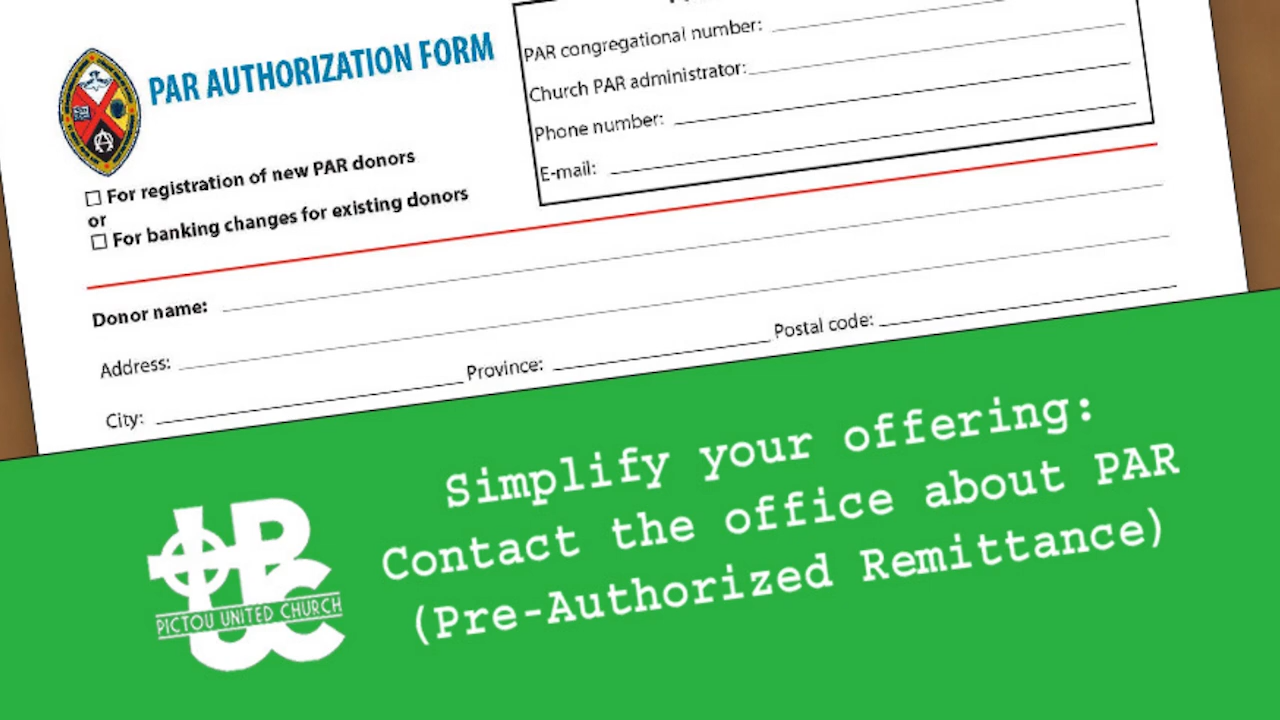 PAR AUTHORIZATION FORM
☐ For registration of new PAR donors
or
☐ For banking changes for existing donors
PAR congregational number:
Church PAR administrator:
Phone number:
E-mail:
Donor name:
Address:
City: Province: Postal code:
Simplify your offering:
Contact the office about PAR
(Pre-Authorized Remittance)
PUC
PICTOU UNITED CHURCH